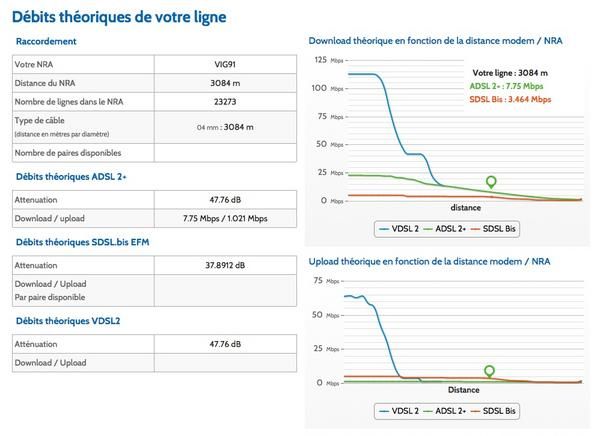 Débits théoriques de votre ligne
Raccordement
Votre NRA VIG91
Distance du NRA 3084 m
Nombre de lignes dans le NRA 23273
Type de câble
(distance en mètres par diamètre) 04 mm : 3084 m
Nombre de paires disponibles
Débits théoriques ADSL 2+
Attenuation 47.76 dB
Download / upload 7.75 Mbps / 1.021 Mbps
Débits théoriques SDSL.bis EFM
Attenuation 37.8912 dB
Download / Upload
Par paire disponible
Débits théoriques VDSL2
Atténuation 47.76 dB
Download / Upload
Download théorique en fonction de la distance modem / NRA
125 Mbps
Votre ligne : 3084 m
ADSL 2+ : 7.75 Mbps
SDSL Bis : 3.464 Mbps
100 Mbps
75 Mbps
50 Mbps
25 Mbps
0 Mbps
distance
VDSL 2 ADSL 2+ SDSL Bis
Upload théorique en fonction de la distance modem / NRA
75 Mbps
50 Mbps
25 Mbps
0 Mbps
Distance
VDSL 2 ADSL 2+ SDSL Bis